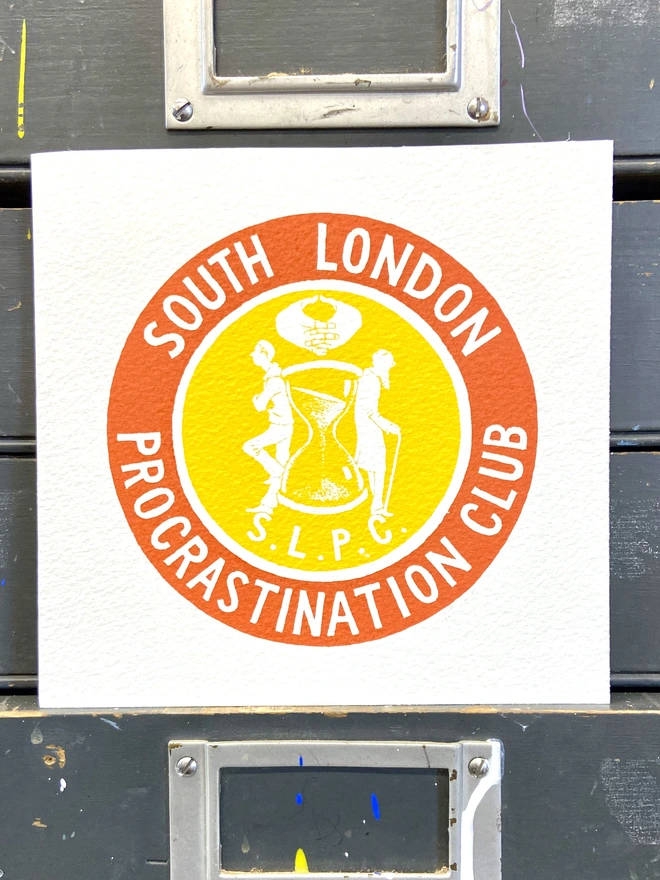 SOUTH LONDON
PROCRASTINATION CLUB
S.L.P.C.